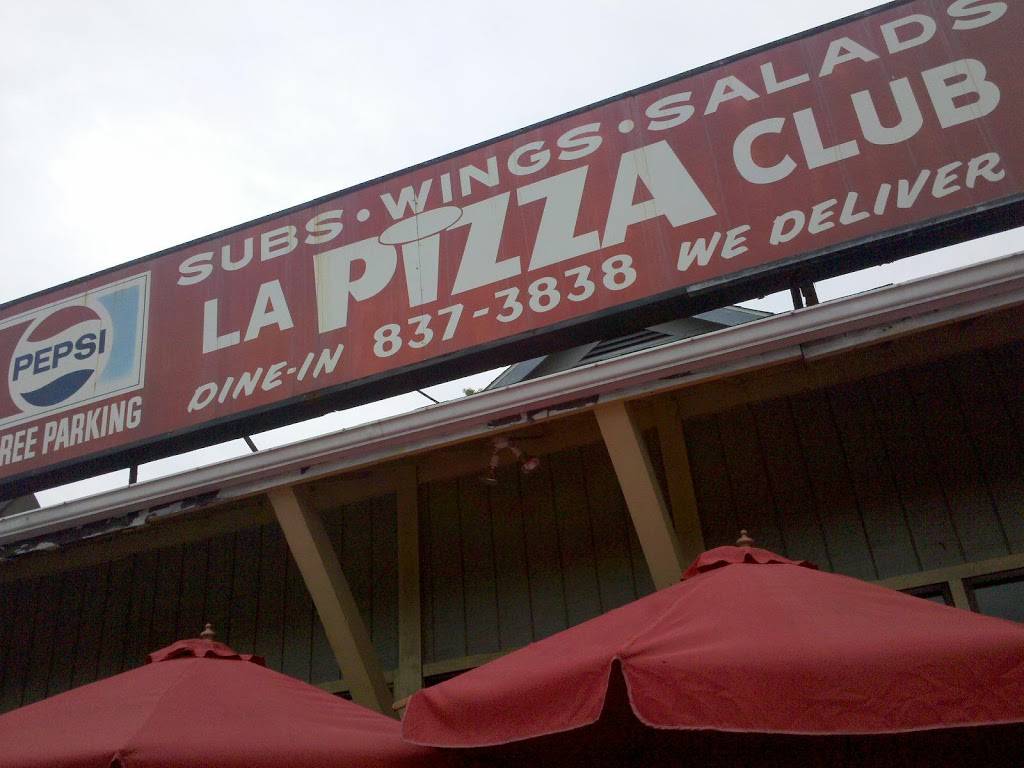 SUBS · WINGS · SALADS
LA PIZZA CLUB
DINE-IN 837-3838 WE DELIVER
PEPSI
REE PARKING